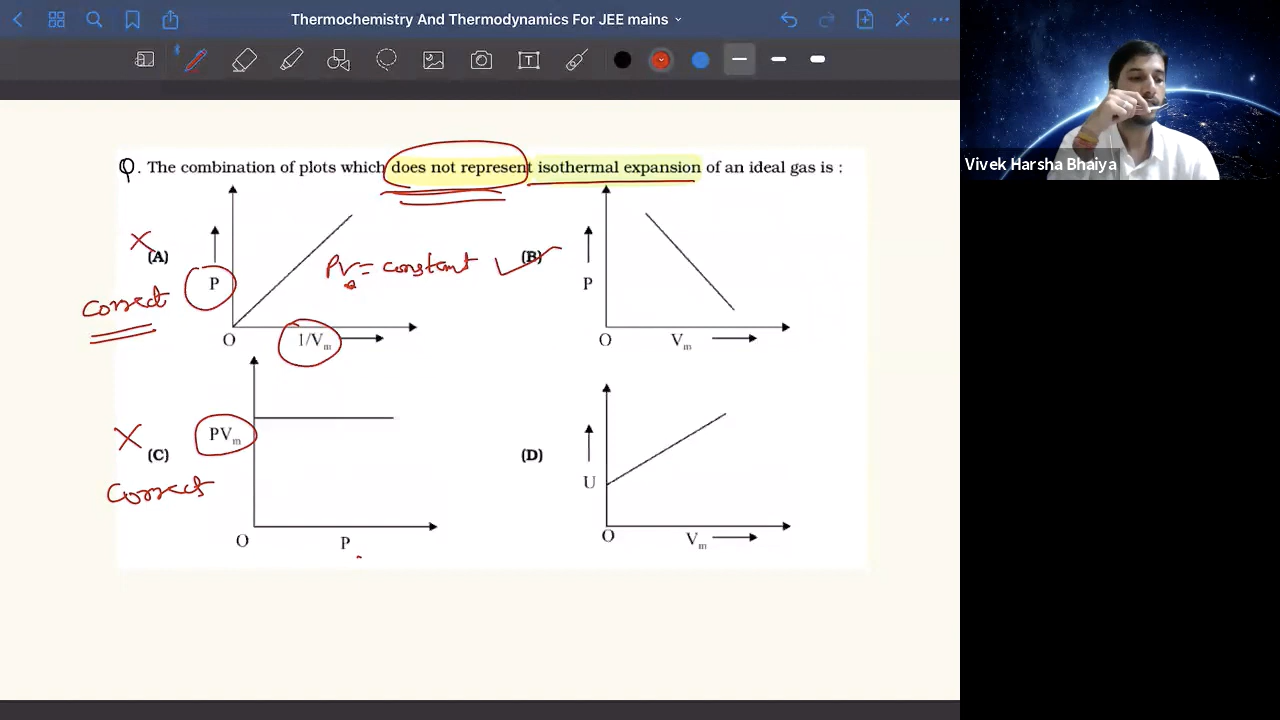 Thermochemistry And Thermodynamics For JEE mains
T
Vivek Harsha Bhaiya
Q. The combination of plots which does not represent isothermal expansion of an ideal gas is :
X
(A)
P
correct
PV = constant
O
1/Vm
(B)
P
O
Vm
X
(C)
PVm
correct
O
P
(D)
U
O
Vm